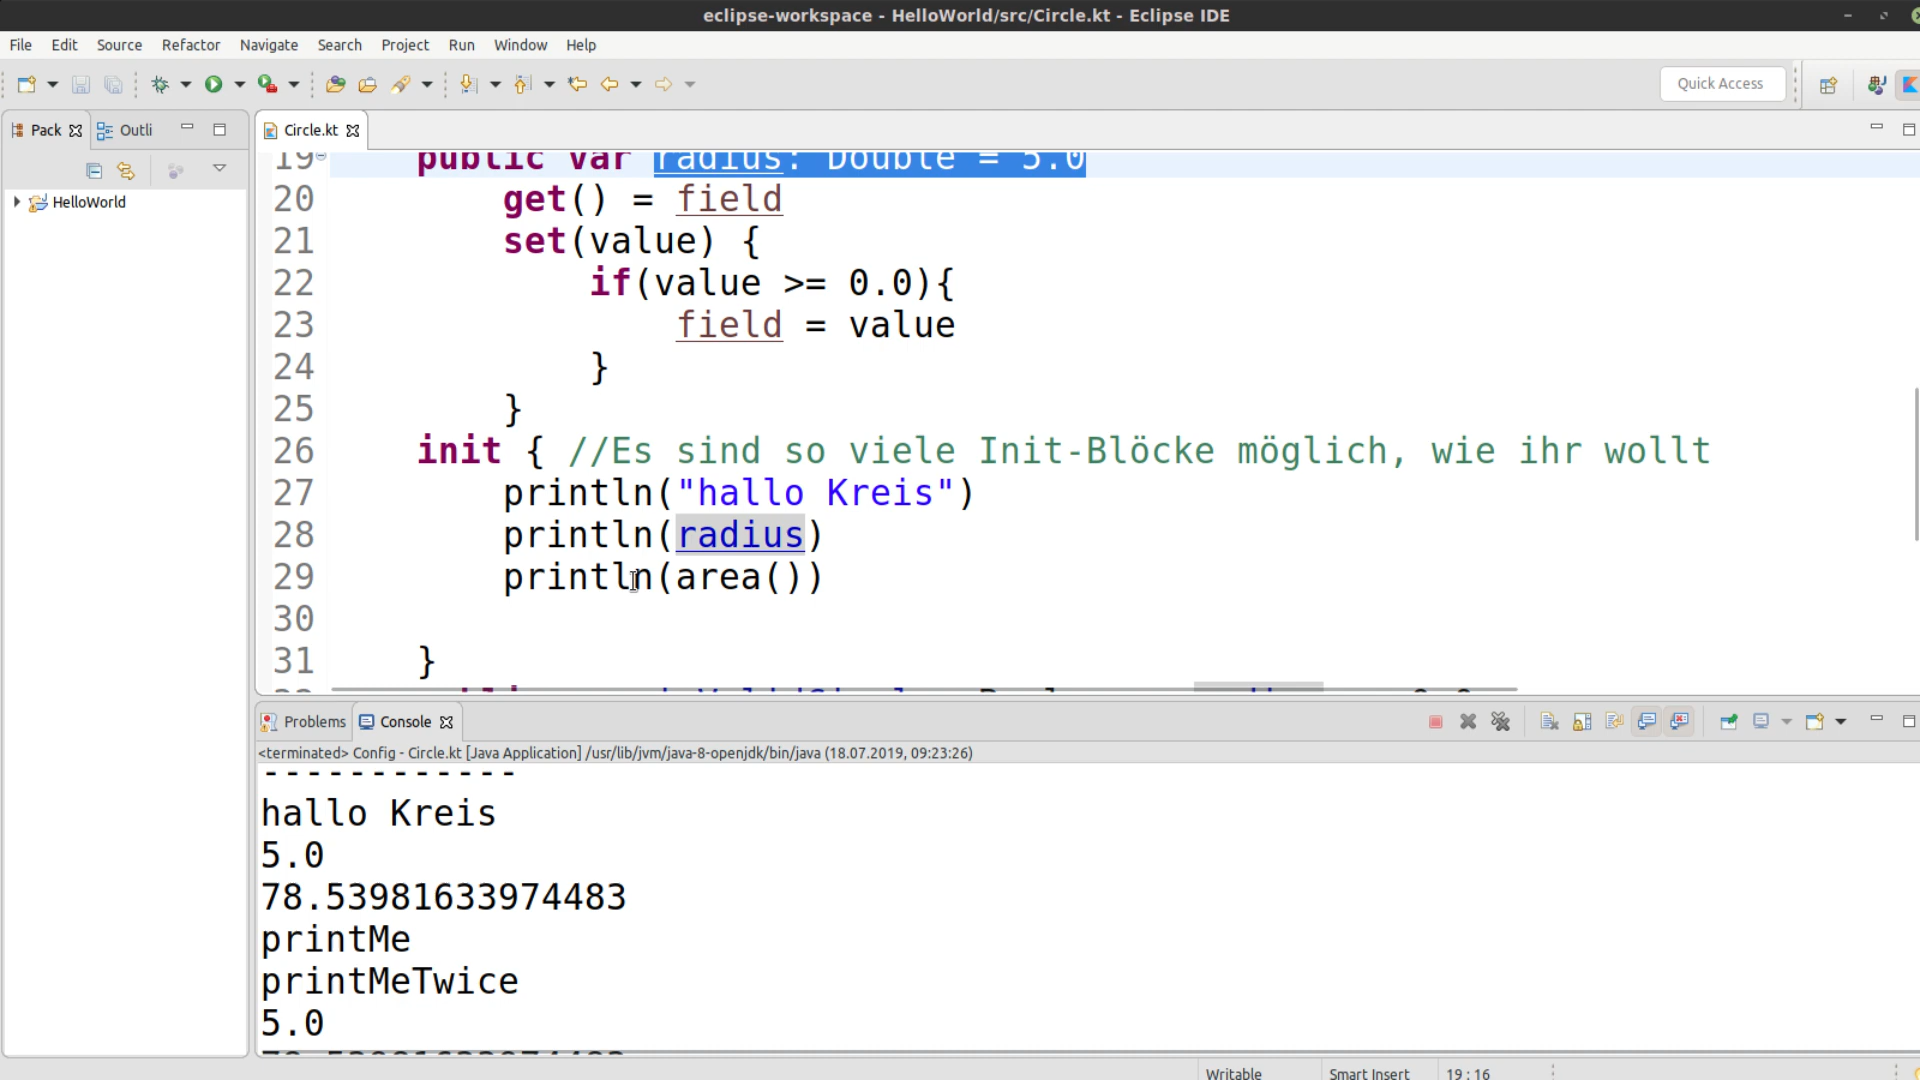 eclipse-workspace - HelloWorld/src/Circle.kt - Eclipse IDE
File Edit Source Refactor Navigate Search Project Run Window Help
Quick Access
Pack Outli
Circle.kt
HelloWorld
19 public var radius: Double = 5.0
20 get() = field
21 set(value) {
22 if(value >= 0.0){
23 field = value
24 }
25 }
26 init { //Es sind so viele Init-Blöcke möglich, wie ihr wollt
27 println("hallo Kreis")
28 println(radius)
29 println(area())
30
31 }
Problems Console
<terminated> Config - Circle.kt [Java Application] /usr/lib/jvm/java-8-openjdk/bin/java (18.07.2019, 09:23:26)
------------
hallo Kreis
5.0
78.53981633974483
printMe
printMeTwice
5.0
Writable Smart Insert 19 : 16